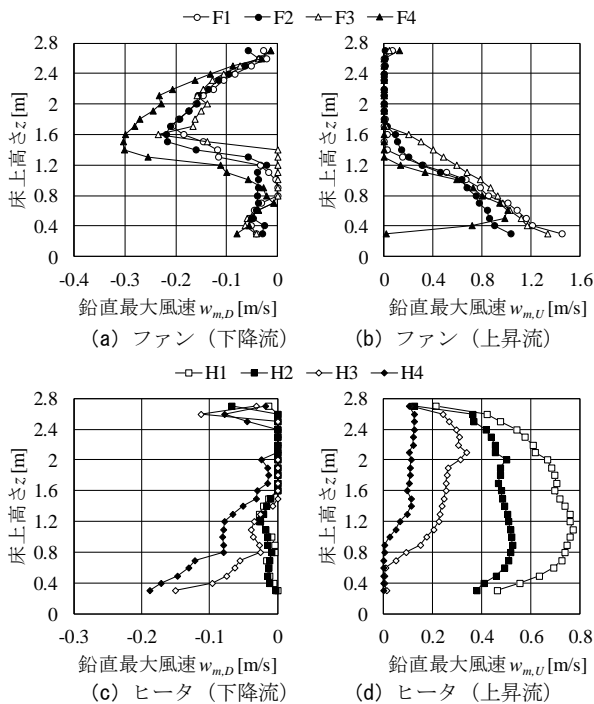 F1 F2 F3 F4
床上高さz [m]
2.8
2.4
2.0
1.6
1.2
0.8
0.4
0
-0.4 -0.3 -0.2 -0.1 0
鉛直最大風速 wm,D [m/s]
(a) ファン (下降流)
床上高さz [m]
2.8
2.4
2.0
1.6
1.2
0.8
0.4
0
0 0.4 0.8 1.2 1.6
鉛直最大風速 wm,U [m/s]
(b) ファン (上昇流)
H1 H2 H3 H4
床上高さz [m]
2.8
2.4
2.0
1.6
1.2
0.8
0.4
0
-0.3 -0.2 -0.1 0
鉛直最大風速 wm,D [m/s]
(c) ヒータ (下降流)
床上高さz [m]
2.8
2.4
2.0
1.6
1.2
0.8
0.4
0
0 0.2 0.4 0.6 0.8
鉛直最大風速 wm,U [m/s]
(d) ヒータ (上昇流)